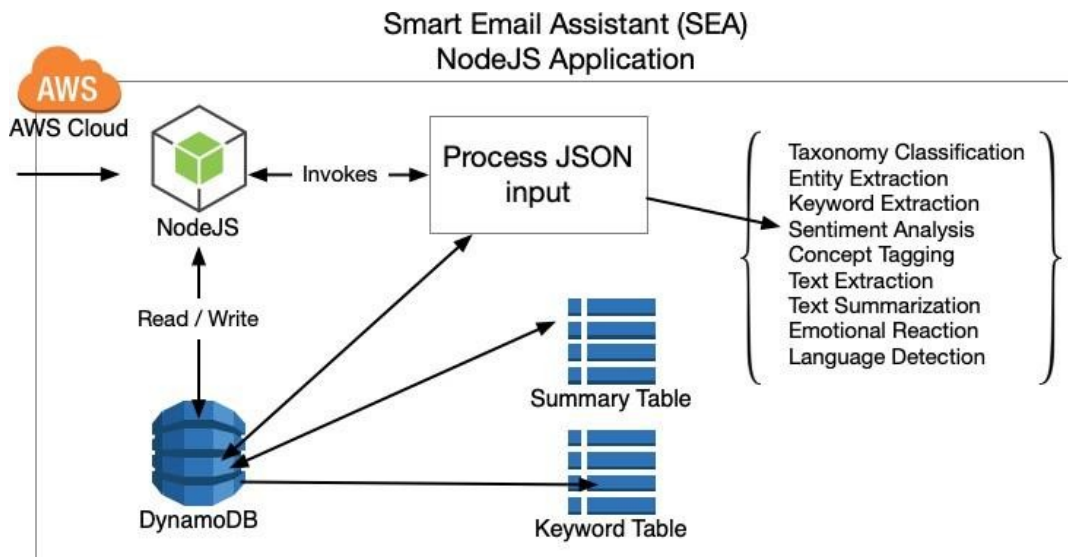 Smart Email Assistant (SEA)
NodeJS Application
AWS
AWS Cloud
NodeJS
Invokes
Process JSON
input
Taxonomy Classification
Entity Extraction
Keyword Extraction
Sentiment Analysis
Concept Tagging
Text Extraction
Text Summarization
Emotional Reaction
Language Detection
Read / Write
Summary Table
DynamoDB
Keyword Table